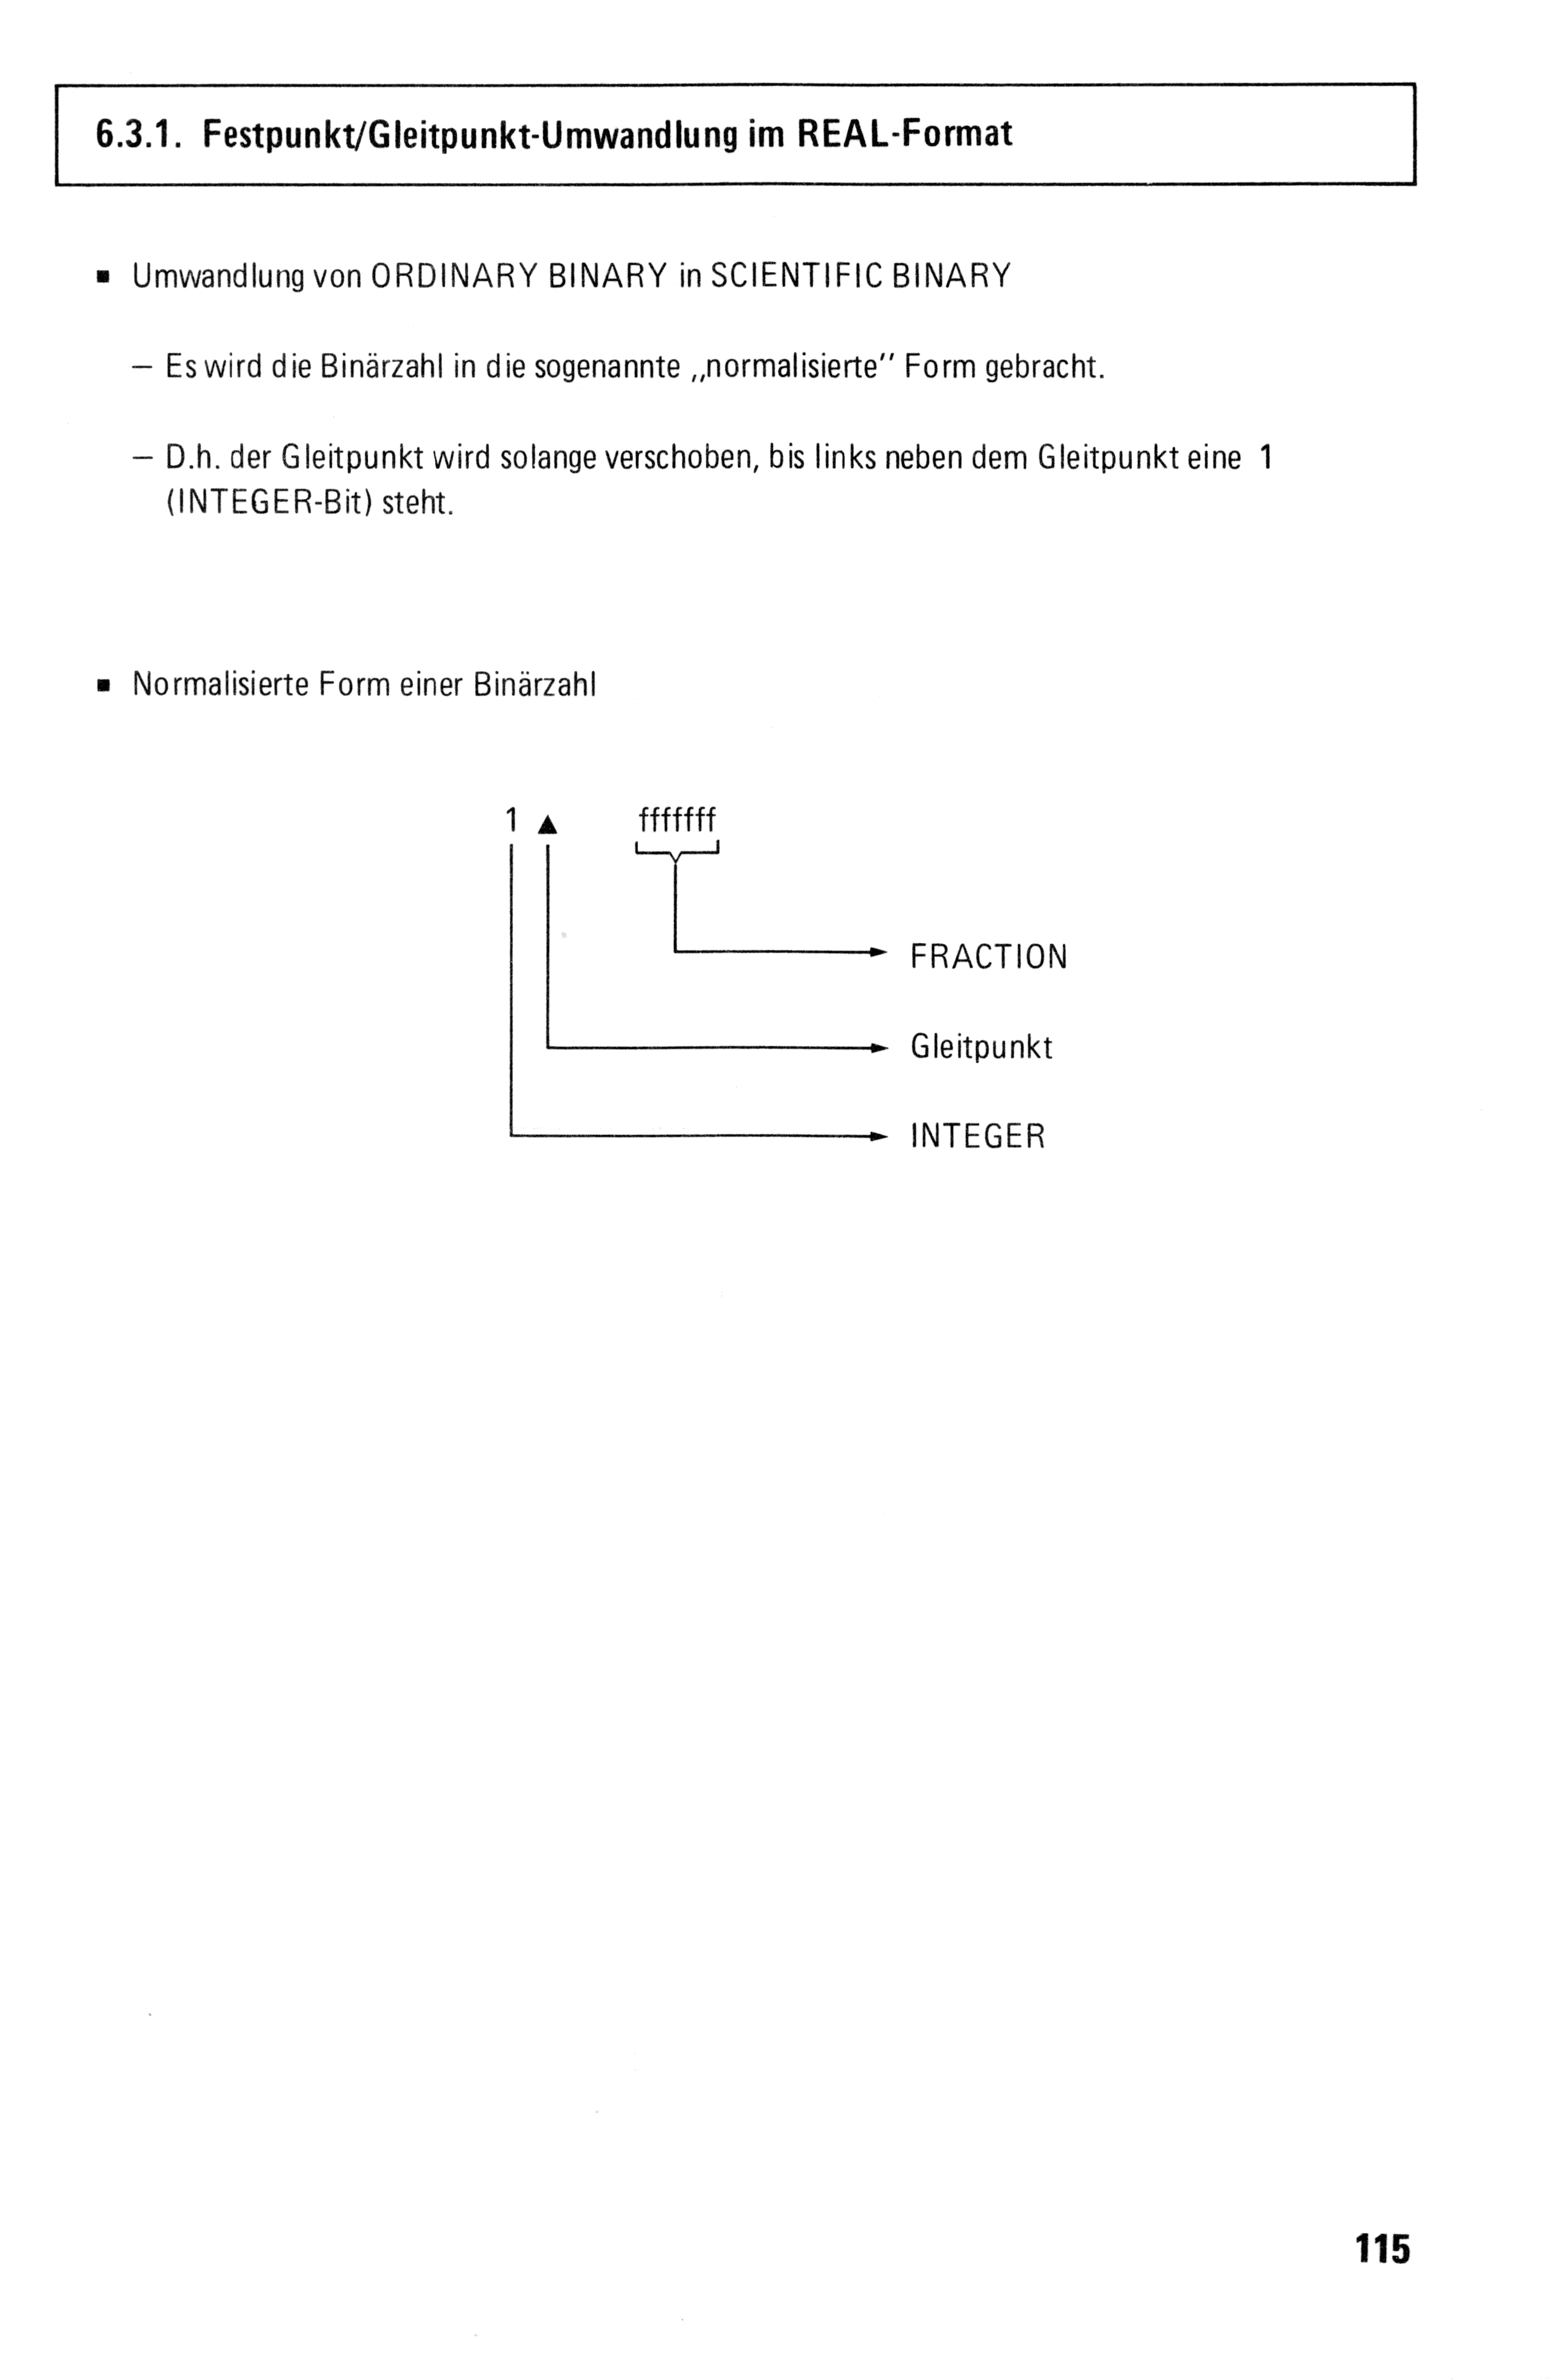 6.3.1. Festpunkt/Gleitpunkt-Umwandlung im REAL-Format
▪ Umwandlung von ORDINARY BINARY in SCIENTIFIC BINARY
– Es wird die Binärzahl in die sogenannte ,,normalisierte'' Form gebracht.
– D.h. der Gleitpunkt wird solange verschoben, bis links neben dem Gleitpunkt eine 1
(INTEGER-Bit) steht.
▪ Normalisierte Form einer Binärzahl
1 ▲ fffffff
FRACTION
Gleitpunkt
INTEGER
115